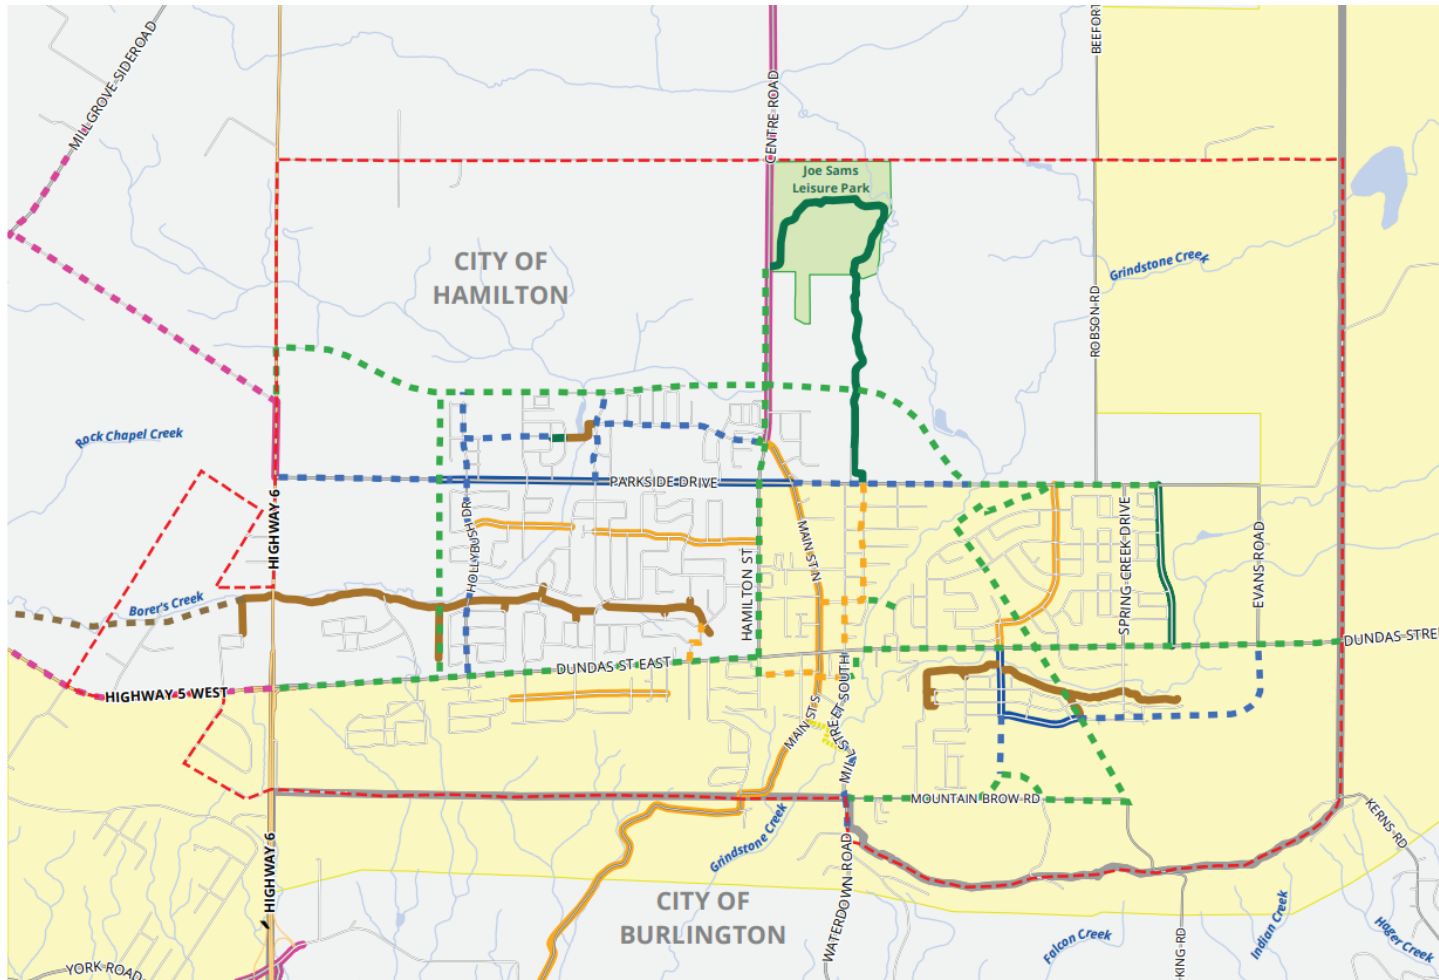 MILLGROVE SIDEROAD
CENTRE ROAD
Joe Sams
Leisure Park
CITY OF
HAMILTON
Grindstone Creek
ROBSON RD
Rock Chapel Creek
HIGHWAY 6
PARKSIDE DRIVE
HOLLYBUSH DR
MAIN ST N
HAMILTON ST
SPRING CREEK DRIVE
EVANS ROAD
Borer's Creek
DUNDAS ST EAST
DUNDAS STRE
HIGHWAY 5 WEST
MAIN ST S
MILL STREET SOUTH
MOUNTAIN BROW RD
KERNS RD
Grindstone Creek
HIGHWAY 6
WATERDOWN ROAD
CITY OF
BURLINGTON
Falcon Creek
KING RD
Indian Creek
Hager Creek
YORK ROAD